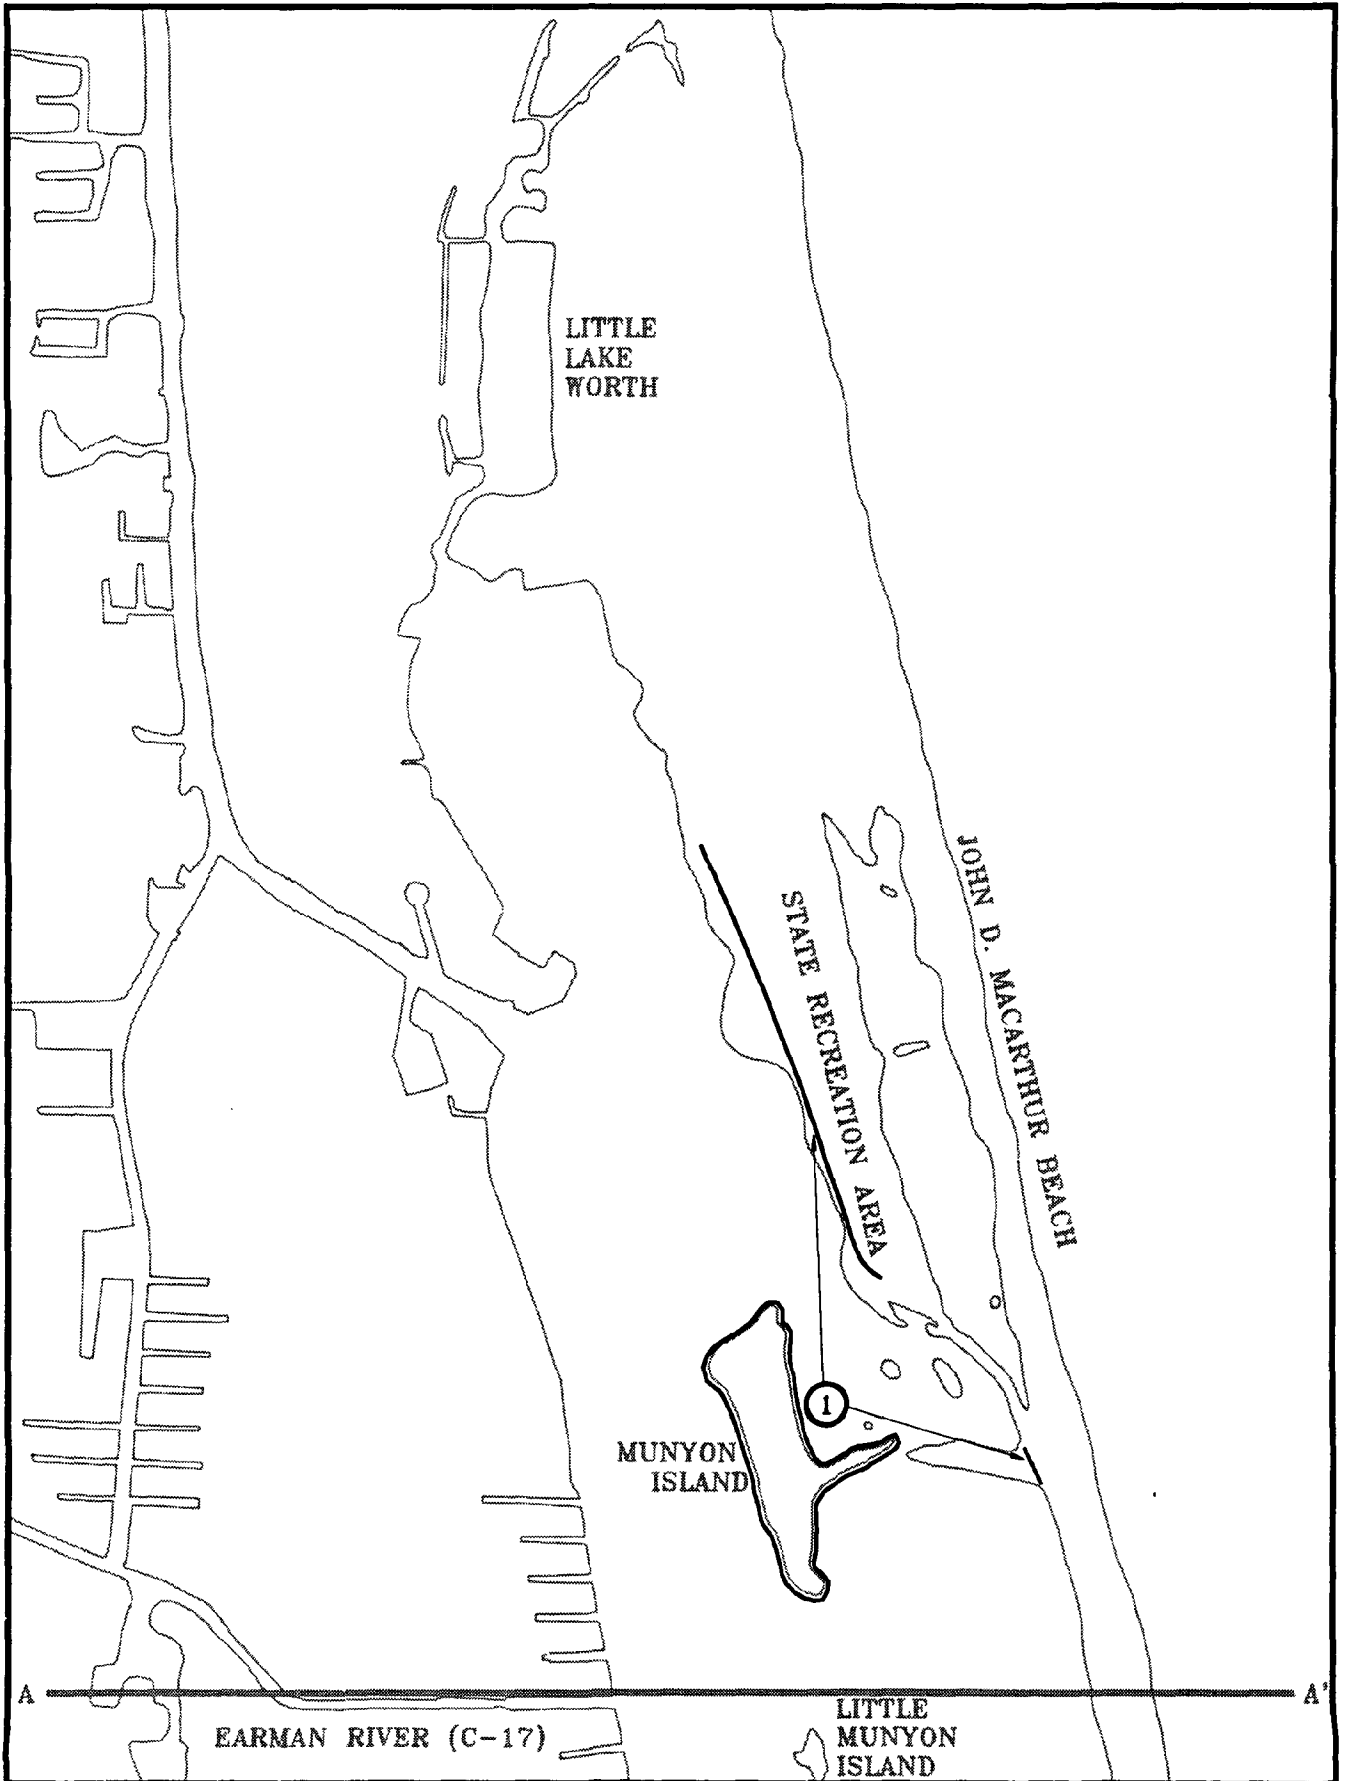 LITTLE
LAKE
WORTH
JOHN D. MACARTHUR BEACH
STATE RECREATION AREA
1
MUNYON
ISLAND
A
A'
EARMAN RIVER (C-17)
LITTLE
MUNYON
ISLAND